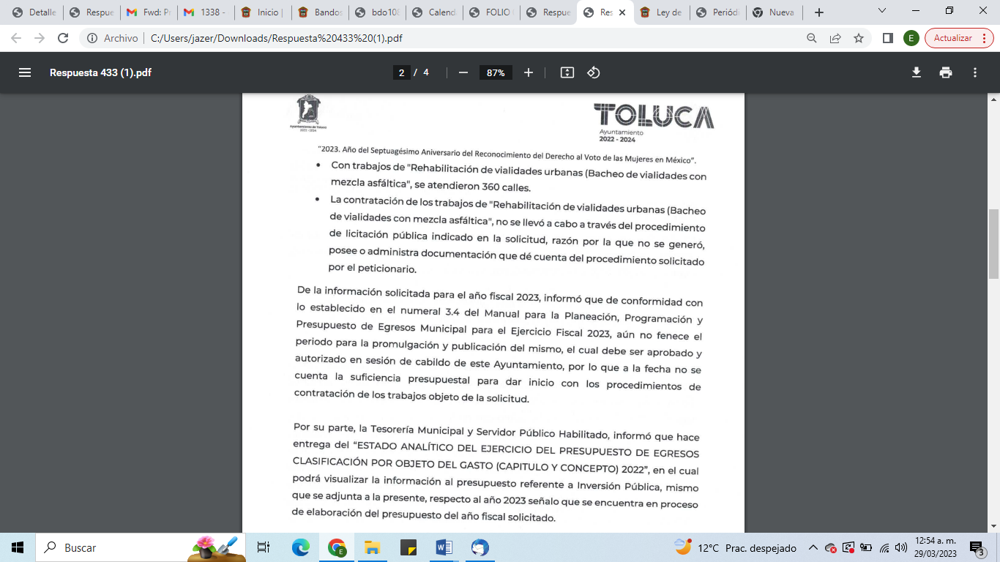 Detalle
Respue
Fwd: Pr
1338 -
Inicio |
Bandos
bdo108
Calenda
FOLIO
Respue
Res
Ley de
Periódi
Nueva
Archivo | C:/Users/jazer/Downloads/Respuesta%20433%20(1).pdf
E
Actualizar
Respuesta 433 (1).pdf
2 / 4
87%
Ayuntamiento de Toluca
2022 - 2024
TOLUCA
Ayuntamiento
2022 - 2024
"2023. Año del Septuagésimo Aniversario del Reconocimiento del Derecho al Voto de las Mujeres en México".
• Con trabajos de "Rehabilitación de vialidades urbanas (Bacheo de vialidades con
mezcla asfáltica", se atendieron 360 calles.
• La contratación de los trabajos de "Rehabilitación de vialidades urbanas (Bacheo
de vialidades con mezcla asfáltica", no se llevó a cabo a través del procedimiento
de licitación pública indicado en la solicitud, razón por la que no se generó,
posee o administra documentación que dé cuenta del procedimiento solicitado
por el peticionario.
De la información solicitada para el año fiscal 2023, informó que de conformidad con
lo establecido en el numeral 3.4 del Manual para la Planeación, Programación y
Presupuesto de Egresos Municipal para el Ejercicio Fiscal 2023, aún no fenece el
periodo para la promulgación y publicación del mismo, el cual debe ser aprobado y
autorizado en sesión de cabildo de este Ayuntamiento, por lo que a la fecha no se
cuenta la suficiencia presupuestal para dar inicio con los procedimientos de
contratación de los trabajos objeto de la solicitud.
Por su parte, la Tesorería Municipal y Servidor Público Habilitado, informó que hace
entrega del "ESTADO ANALÍTICO DEL EJERCICIO DEL PRESUPUESTO DE EGRESOS
CLASIFICACIÓN POR OBJETO DEL GASTO (CAPITULO Y CONCEPTO) 2022", en el cual
podrá visualizar la información al presupuesto referente a Inversión Pública, mismo
que se adjunta a la presente, respecto al año 2023 señalo que se encuentra en proceso
de elaboración del presupuesto del año fiscal solicitado.
Buscar
12°C Prac. despejado
12:54 a. m.
29/03/2023
3